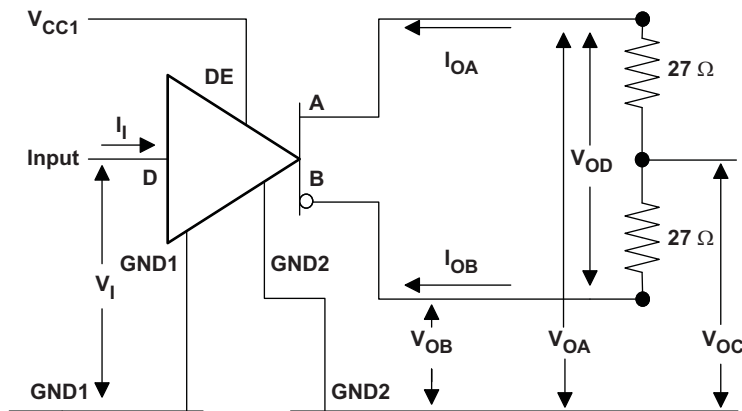 VCC1
DE
A
IOA
27 Ω
II
Input
D
B
VOD
GND1
GND2
IOB
27 Ω
VI
VOB
VOA
VOC
GND1
GND2